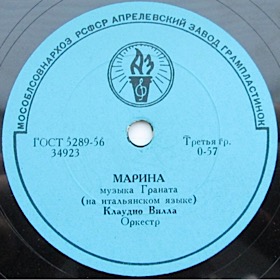 МОСОБЛСОВНАРХОЗ РСФСР АПРЕЛЕВСКИЙ ЗАВОД ГРАМПЛАСТИНОК
АЗ
ГОСТ 5289-56
34923
Третья гр.
0-57
МАРИНА
музыка Граната
(на итальянском языке)
Клаудио Вилла
Оркестр